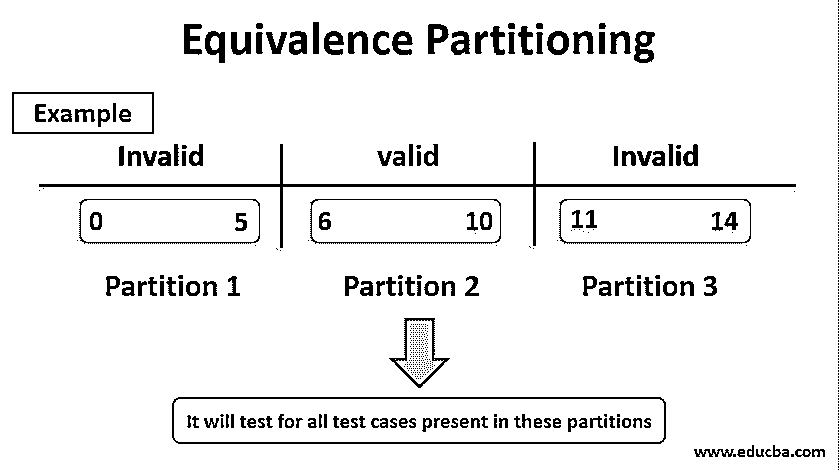 Equivalence Partitioning
Example
Invalid valid Invalid
0 5 6 10 11 14
Partition 1 Partition 2 Partition 3
It will test for all test cases present in these partitions
www.educba.com